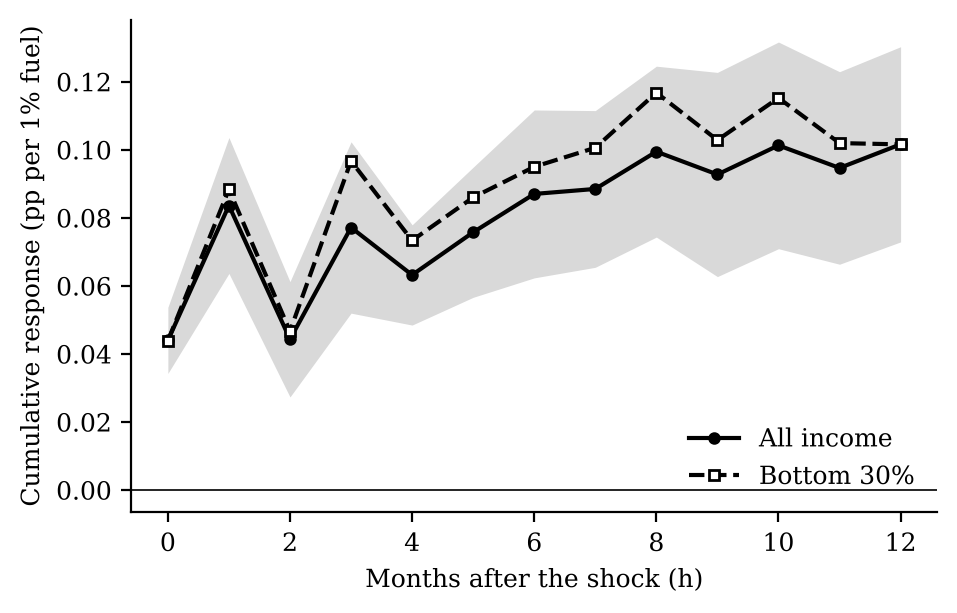 Cumulative response (pp per 1% fuel)
0.12
0.10
0.08
0.06
0.04
0.02
0.00
All income
Bottom 30%
0 2 4 6 8 10 12
Months after the shock (h)